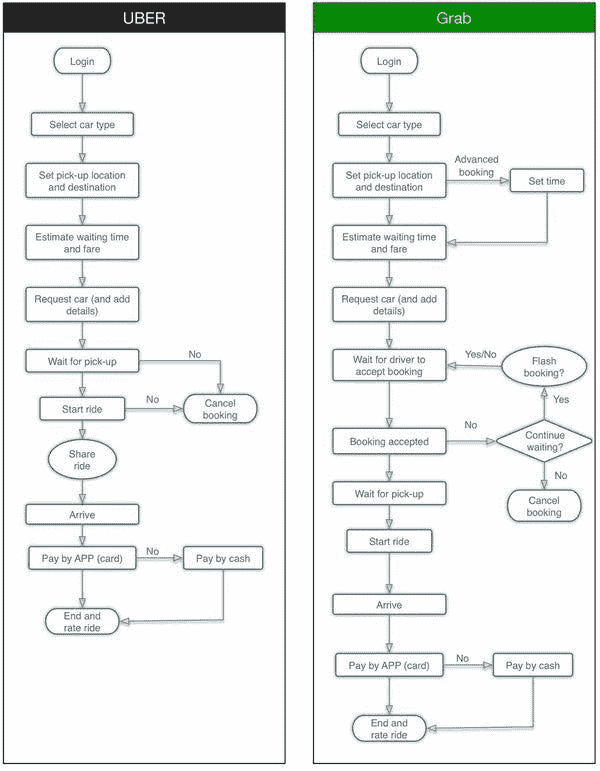 UBER
Login
Select car type
Set pick-up location
and destination
Estimate waiting time
and fare
Request car (and add
details)
Wait for pick-up
No
Start ride
No
Cancel
booking
Share
ride
Arrive
Pay by APP (card)
No
Pay by cash
End and
rate ride
Grab
Login
Select car type
Set pick-up location
and destination
Advanced
booking
Set time
Estimate waiting time
and fare
Request car (and add
details)
Wait for driver to
accept booking
Yes/No
Flash
booking?
Yes
Booking accepted
No
Continue
waiting?
No
Cancel
booking
Wait for pick-up
Start ride
Arrive
Pay by APP (card)
No
Pay by cash
End and
rate ride